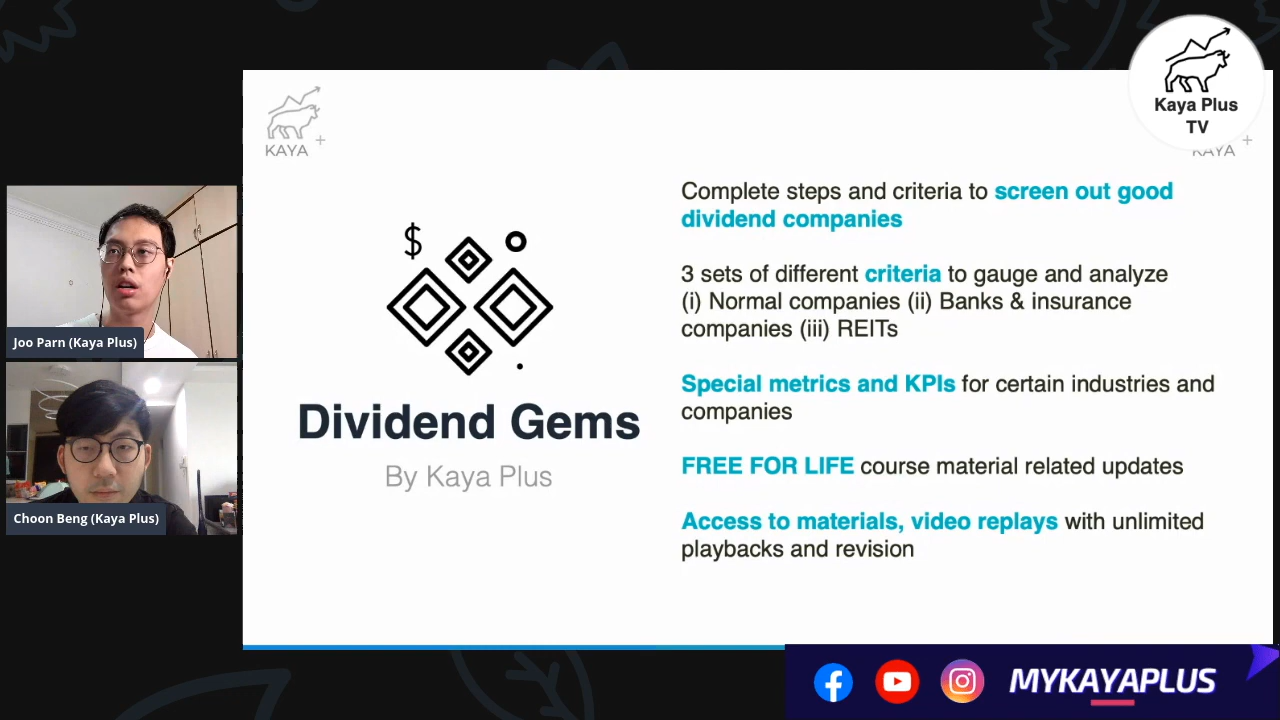 KAYA
+
Kaya Plus
TV
KAYA
+
Complete steps and criteria to screen out good
dividend companies
3 sets of different criteria to gauge and analyze
(i) Normal companies (ii) Banks & insurance
companies (iii) REITs
Special metrics and KPIs for certain industries and
companies
FREE FOR LIFE course material related updates
Access to materials, video replays with unlimited
playbacks and revision
$
Dividend Gems
By Kaya Plus
Joo Parn (Kaya Plus)
Choon Beng (Kaya Plus)
MYKAYAPLUS